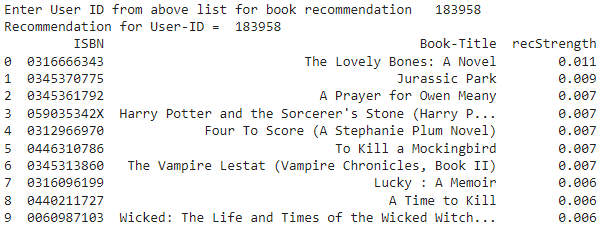 Enter User ID from above list for book recommendation   183958
Recommendation for User-ID =  183958
ISBN Book-Title recStrength
0 0316666343 The Lovely Bones: A Novel 0.011
1 0345370775 Jurassic Park 0.009
2 0345361792 A Prayer for Owen Meany 0.007
3 059035342X Harry Potter and the Sorcerer's Stone (Harry P... 0.007
4 0312966970 Four To Score (A Stephanie Plum Novel) 0.007
5 0446310786 To Kill a Mockingbird 0.007
6 0345313860 The Vampire Lestat (Vampire Chronicles, Book II) 0.007
7 0316096199 Lucky : A Memoir 0.006
8 0440211727 A Time to Kill 0.006
9 0060987103 Wicked: The Life and Times of the Wicked Witch... 0.006